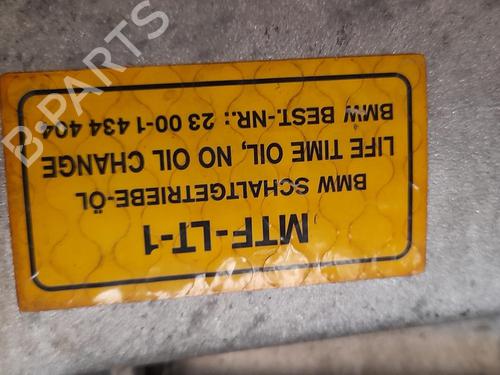 MTF-LT-1
BMW SCHALTGETRIEBE-ÖL
LIFE TIME OIL, NO OIL CHANGE
BMW BEST.-NR.: 23 00-1 434 404
B-PARTS